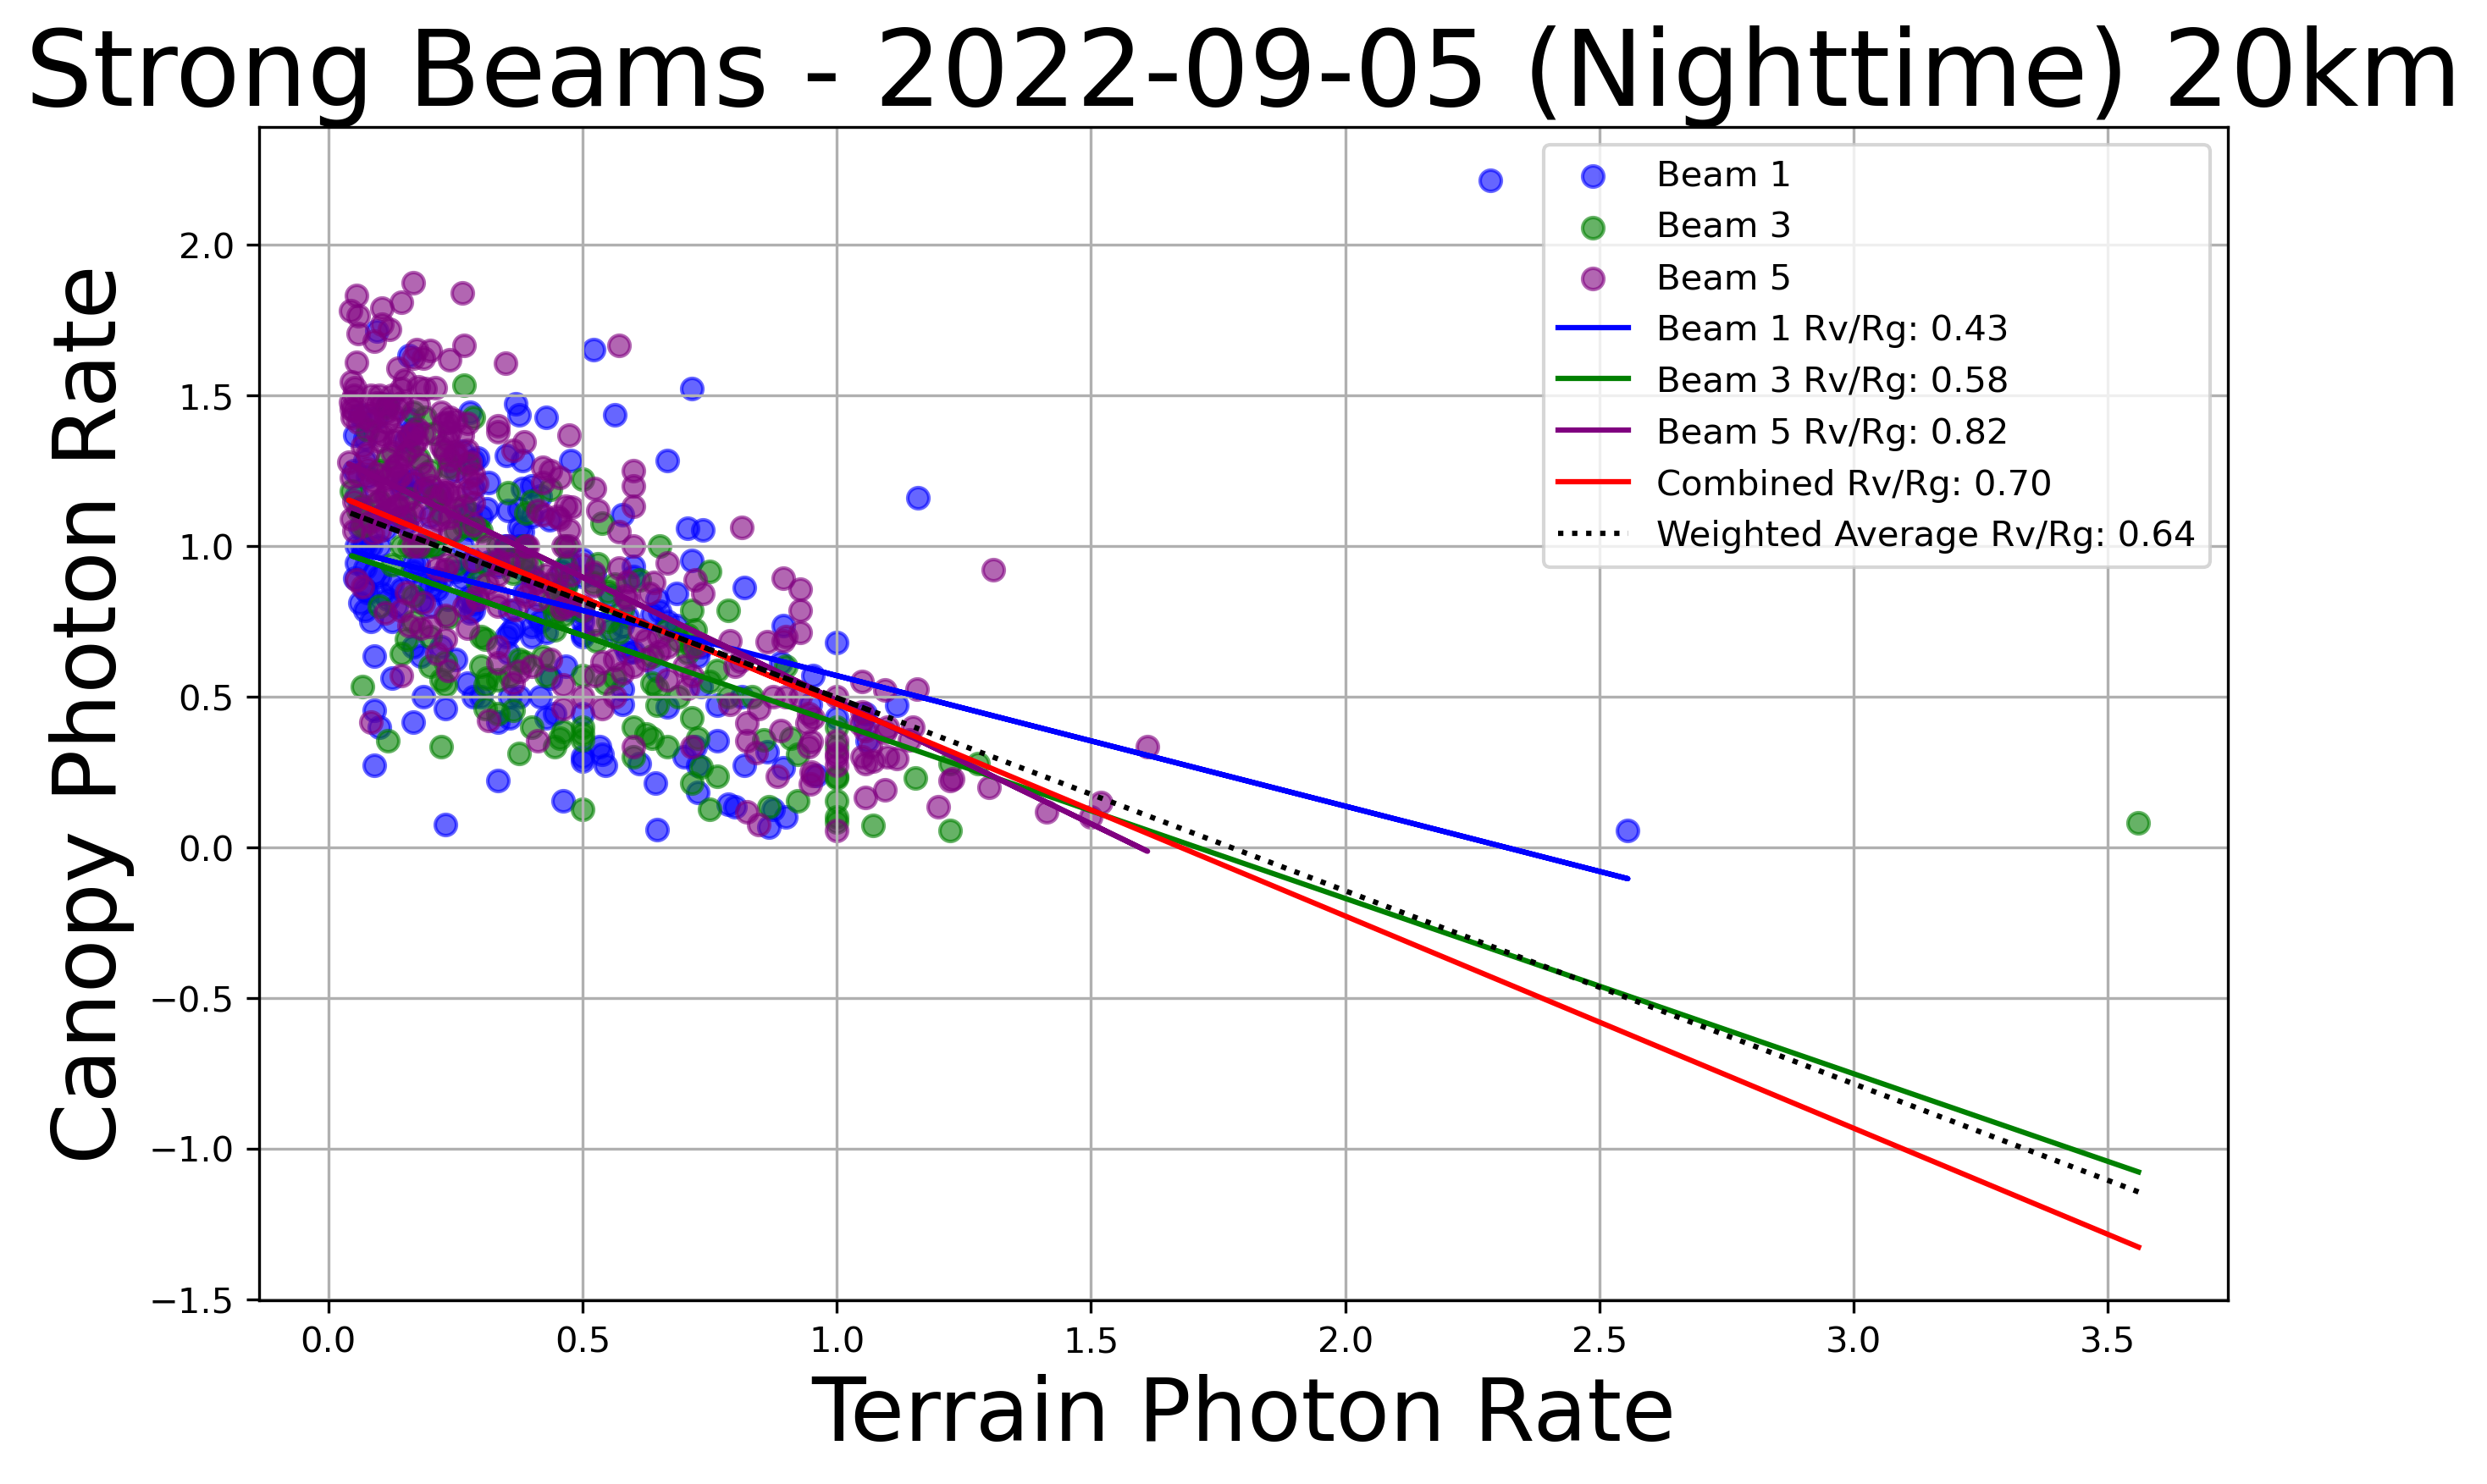 Strong Beams - 2022-09-05 (Nighttime) 20km
Canopy Photon Rate
2.0
1.5
1.0
0.5
0.0
−0.5
−1.0
−1.5
Beam 1
Beam 3
Beam 5
Beam 1 Rv/Rg: 0.43
Beam 3 Rv/Rg: 0.58
Beam 5 Rv/Rg: 0.82
Combined Rv/Rg: 0.70
Weighted Average Rv/Rg: 0.64
0.0 0.5 1.0 1.5 2.0 2.5 3.0 3.5
Terrain Photon Rate